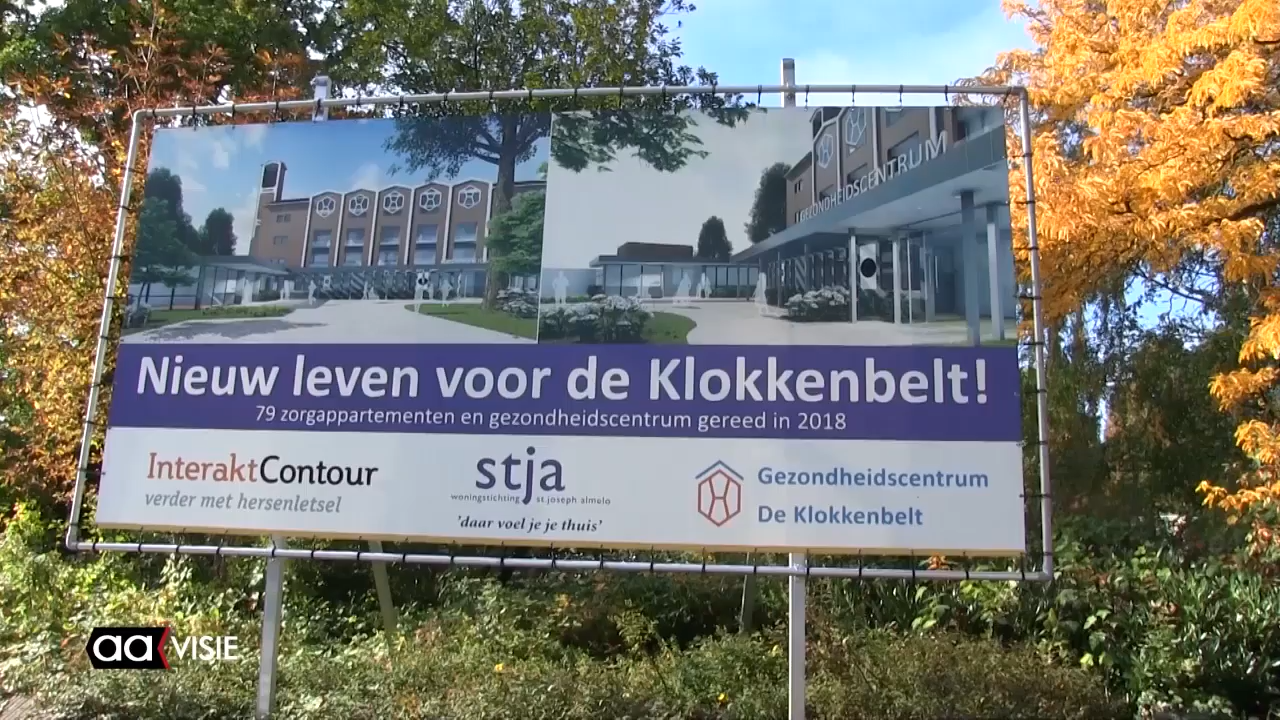 GEZONDHEIDSCENTRUM
Nieuw leven voor de Klokkenbelt!
79 zorgappartementen en gezondheidscentrum gereed in 2018
InteraktContour
verder met hersenletsel
stja
woningstichting st joseph almelo
'daar voel je je thuis'
Gezondheidscentrum
De Klokkenbelt
aa VISIE